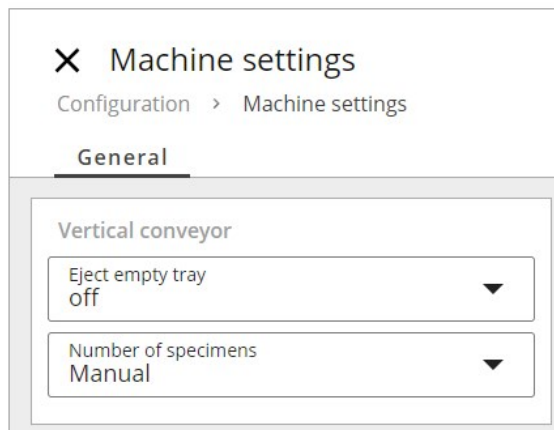 Machine settings
Configuration > Machine settings
General
Vertical conveyor
Eject empty tray
off
Number of specimens
Manual